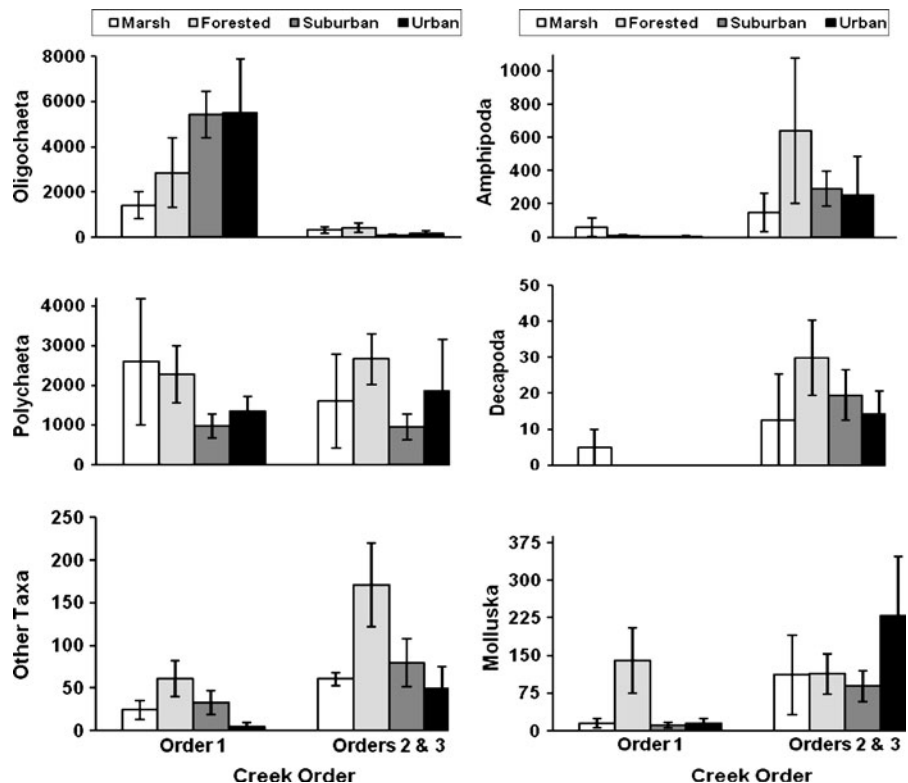 Marsh Forested Suburban Urban
Marsh Forested Suburban Urban
Oligochaeta
8000
6000
4000
2000
0
Amphipoda
1000
800
600
400
200
0
Polychaeta
4000
3000
2000
1000
0
Decapoda
50
40
30
20
10
0
Other Taxa
250
200
150
100
50
0
Molluska
375
300
225
150
75
0
Order 1 Orders 2 & 3
Order 1 Orders 2 & 3
Creek Order
Creek Order